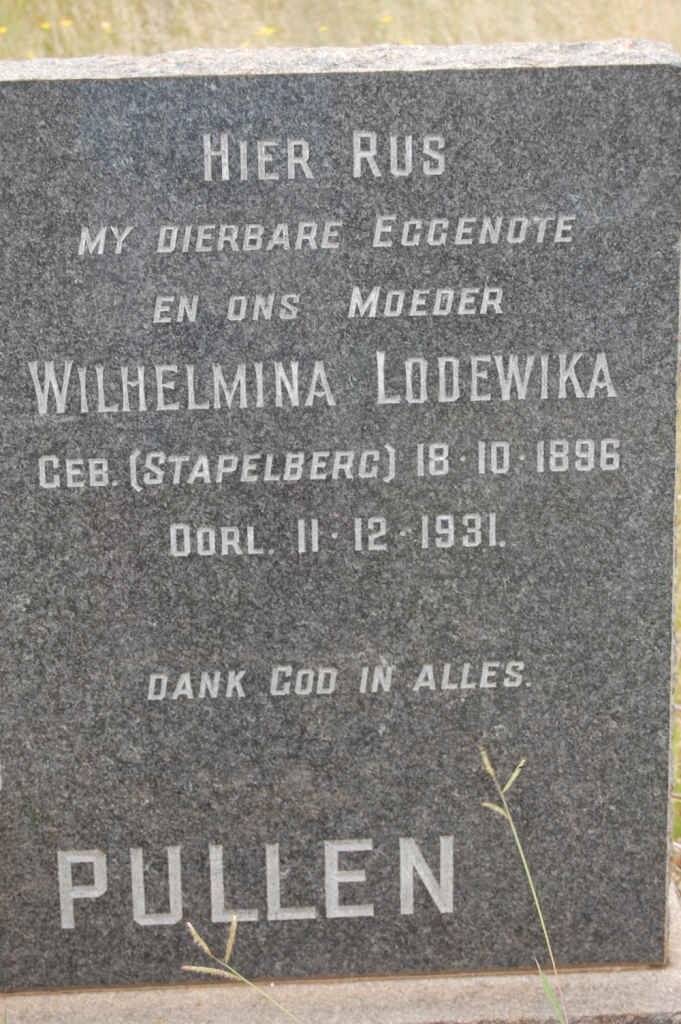 HIER RUS
MY DIERBARE EGGENOTE
EN ONS MOEDER
WILHELMINA LODEWIKA
GEB. (STAPELBERG) 18·10·1896
OORL. 11·12·1931.
DANK GOD IN ALLES.
PULLEN